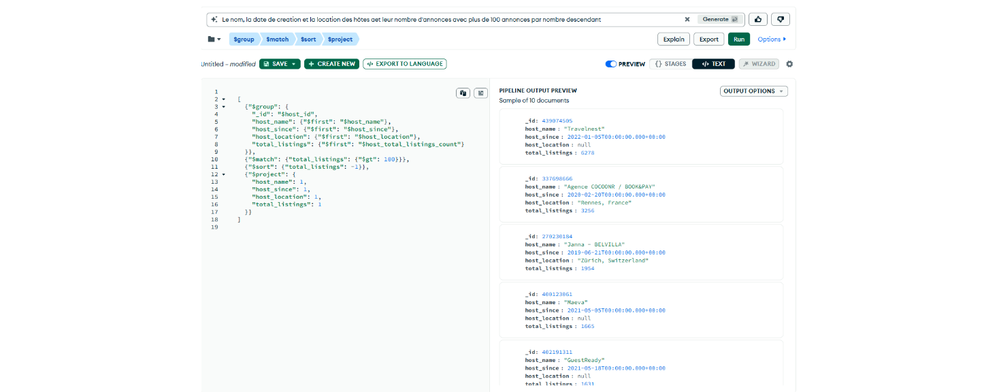 Le nom, la date de creation et la location des hôtes aet leur nombre d'annonces avec plus de 100 annonces par nombre descendant
Generate
$group $match $sort $project
Explain Export Run Options
Untitled – modified SAVE + CREATE NEW </> EXPORT TO LANGUAGE
PREVIEW {} STAGES </> TEXT WIZARD
1
2 [
3 {"$group": {
4 "_id": "$host_id",
5 "host_name": {"$first": "$host_name"},
6 "host_since": {"$first": "$host_since"},
7 "host_location": {"$first": "$host_location"},
8 "total_listings": {"$first": "$host_total_listings_count"}
9 }},
10 {"$match": {"total_listings": {"$gt": 100}}},
11 {"$sort": {"total_listings": -1}},
12 {"$project": {
13 "host_name": 1,
14 "host_since": 1,
15 "host_location": 1,
16 "total_listings": 1
17 }}
18 ]
19
PIPELINE OUTPUT PREVIEW
OUTPUT OPTIONS
Sample of 10 documents
_id: 439074505
host_name : "Travelnest"
host_since : 2022-01-05T00:00:00.000+00:00
host_location : null
total_listings : 6278
_id: 337698666
host_name : "Agence COCOONR / BOOK&PAY"
host_since : 2020-02-20T00:00:00.000+00:00
host_location : "Rennes, France"
total_listings : 3256
_id: 270230184
host_name : "Janna - BELVILLA"
host_since : 2019-06-21T00:00:00.000+00:00
host_location : "Zürich, Switzerland"
total_listings : 1954
_id: 400123061
host_name : "Maeva"
host_since : 2021-05-05T00:00:00.000+00:00
host_location : null
total_listings : 1665
_id: 402191311
host_name : "GuestReady"
host_since : 2021-05-18T00:00:00.000+00:00
host_location : null
total_listings : 1631